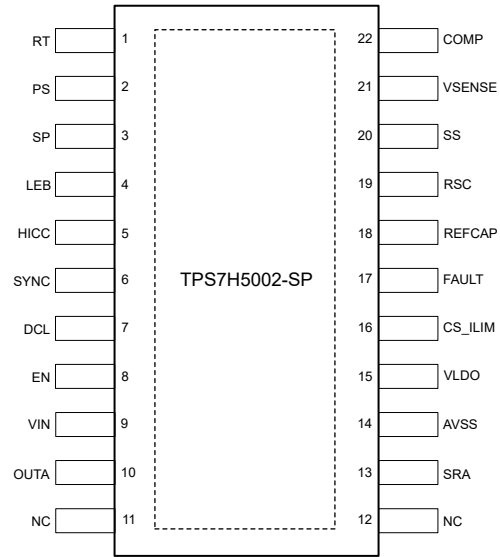 RT 1 22 COMP
PS 2 21 VSENSE
SP 3 20 SS
LEB 4 19 RSC
HICC 5 18 REFCAP
SYNC 6 TPS7H5002-SP 17 FAULT
DCL 7 16 CS_ILIM
EN 8 15 VLDO
VIN 9 14 AVSS
OUTA 10 13 SRA
NC 11 12 NC